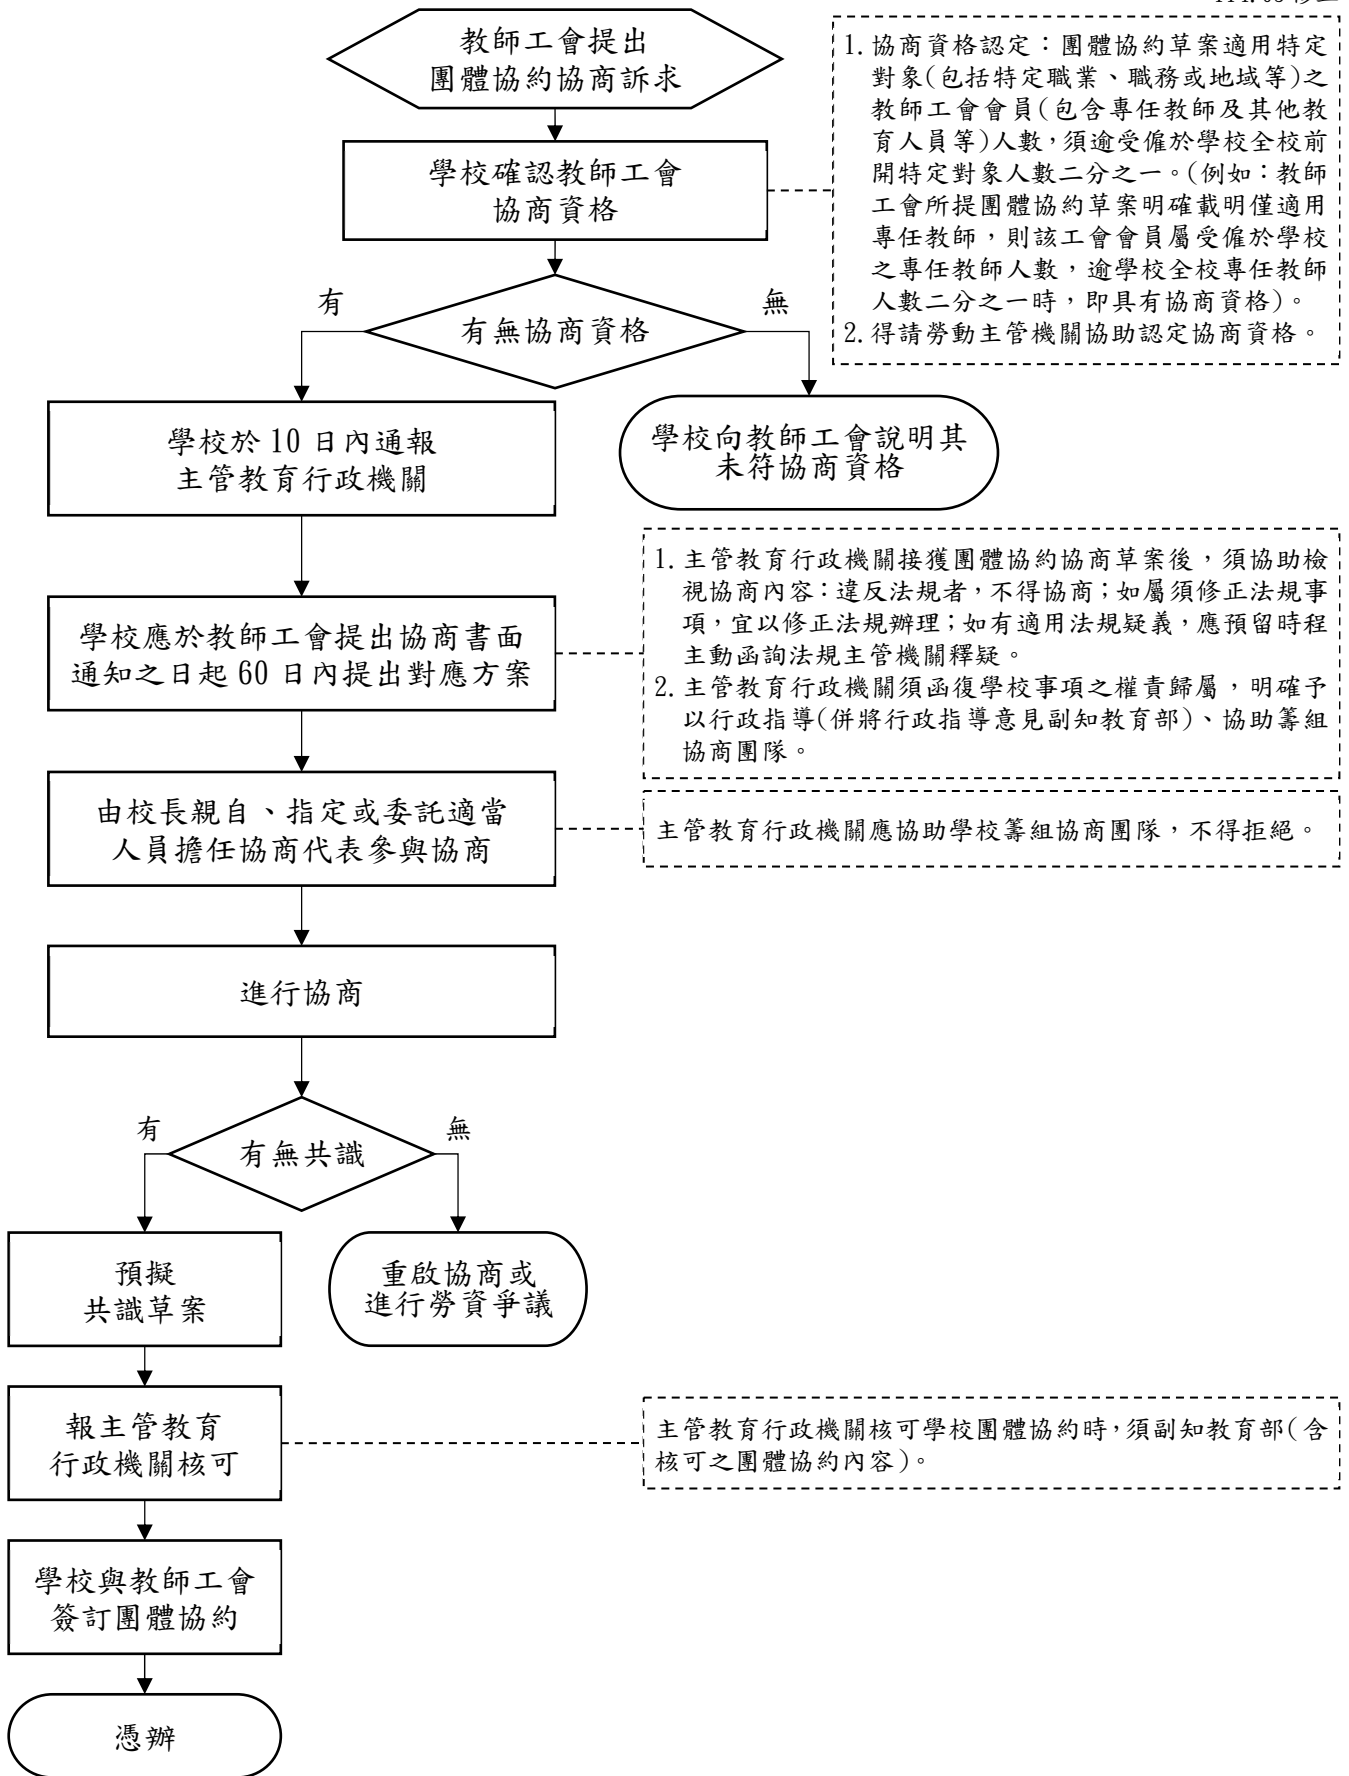 教師工會提出
團體協約協商訴求
1. 協商資格認定：團體協約草案適用特定
對象(包括特定職業、職務或地域等)之
教師工會會員(包含專任教師及其他教
育人員等)人數，須逾受僱於學校全校前
開特定對象人數二分之一。(例如：教師
工會所提團體協約草案明確載明僅適用
專任教師，則該工會會員屬受僱於學校
之專任教師人數，逾學校全校專任教師
人數二分之一時，即具有協商資格)。
2. 得請勞動主管機關協助認定協商資格。
學校確認教師工會
協商資格
有無協商資格
有
無
學校於 10 日內通報
主管教育行政機關
學校向教師工會說明其
未符協商資格
學校應於教師工會提出協商書面
通知之日起 60 日內提出對應方案
1. 主管教育行政機關接獲團體協約協商草案後，須協助檢
視協商內容：違反法規者，不得協商；如屬須修正法規事
項，宜以修正法規辦理；如有適用法規疑義，應預留時程
主動函詢法規主管機關釋疑。
2. 主管教育行政機關須函復學校事項之權責歸屬，明確予
以行政指導(併將行政指導意見副知教育部)、協助籌組
協商團隊。
由校長親自、指定或委託適當
人員擔任協商代表參與協商
主管教育行政機關應協助學校籌組協商團隊，不得拒絕。
進行協商
有無共識
有
無
預擬
共識草案
重啟協商或
進行勞資爭議
報主管教育
行政機關核可
主管教育行政機關核可學校團體協約時，須副知教育部(含
核可之團體協約內容)。
學校與教師工會
簽訂團體協約
憑辦